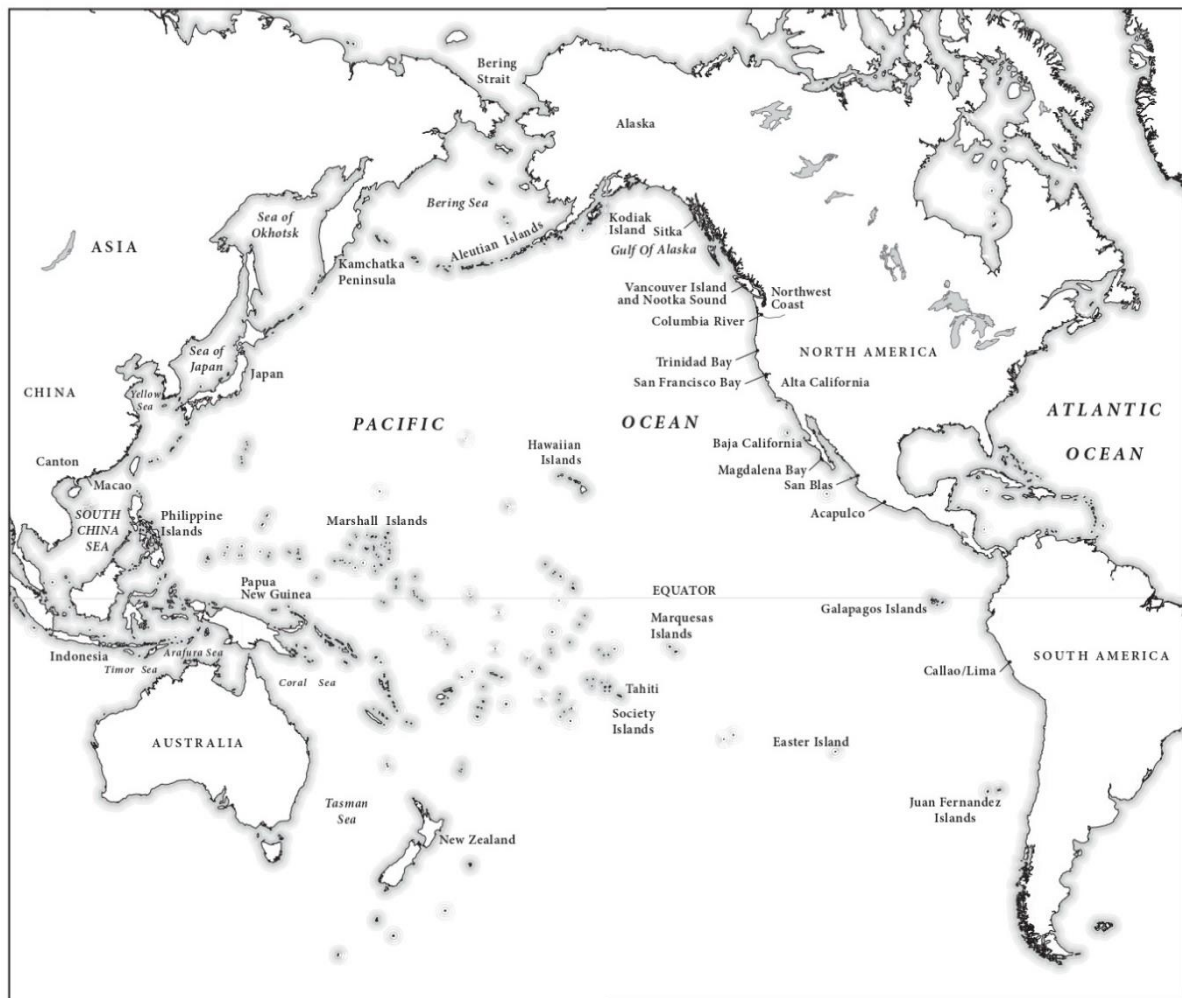 Bering
Strait
Alaska
Bering Sea
Sea of
Okhotsk
ASIA
Aleutian Islands
Kodiak
Island
Sitka
Gulf Of Alaska
Kamchatka
Peninsula
Vancouver Island
and Nootka Sound
Northwest
Coast
Columbia River
Sea of
Japan
Japan
Trinidad Bay
NORTH AMERICA
San Francisco Bay
Alta California
CHINA
Yellow
Sea
PACIFIC
OCEAN
ATLANTIC
OCEAN
Hawaiian
Islands
Baja California
Canton
Macao
Magdalena Bay
San Blas
Acapulco
SOUTH
CHINA
SEA
Philippine
Islands
Marshall Islands
Papua
New Guinea
EQUATOR
Galapagos Islands
Marquesas
Islands
Indonesia
Timor Sea
Arafura Sea
Coral Sea
SOUTH AMERICA
Callao/Lima
Tahiti
Society
Islands
AUSTRALIA
Easter Island
Tasman
Sea
Juan Fernandez
Islands
New Zealand